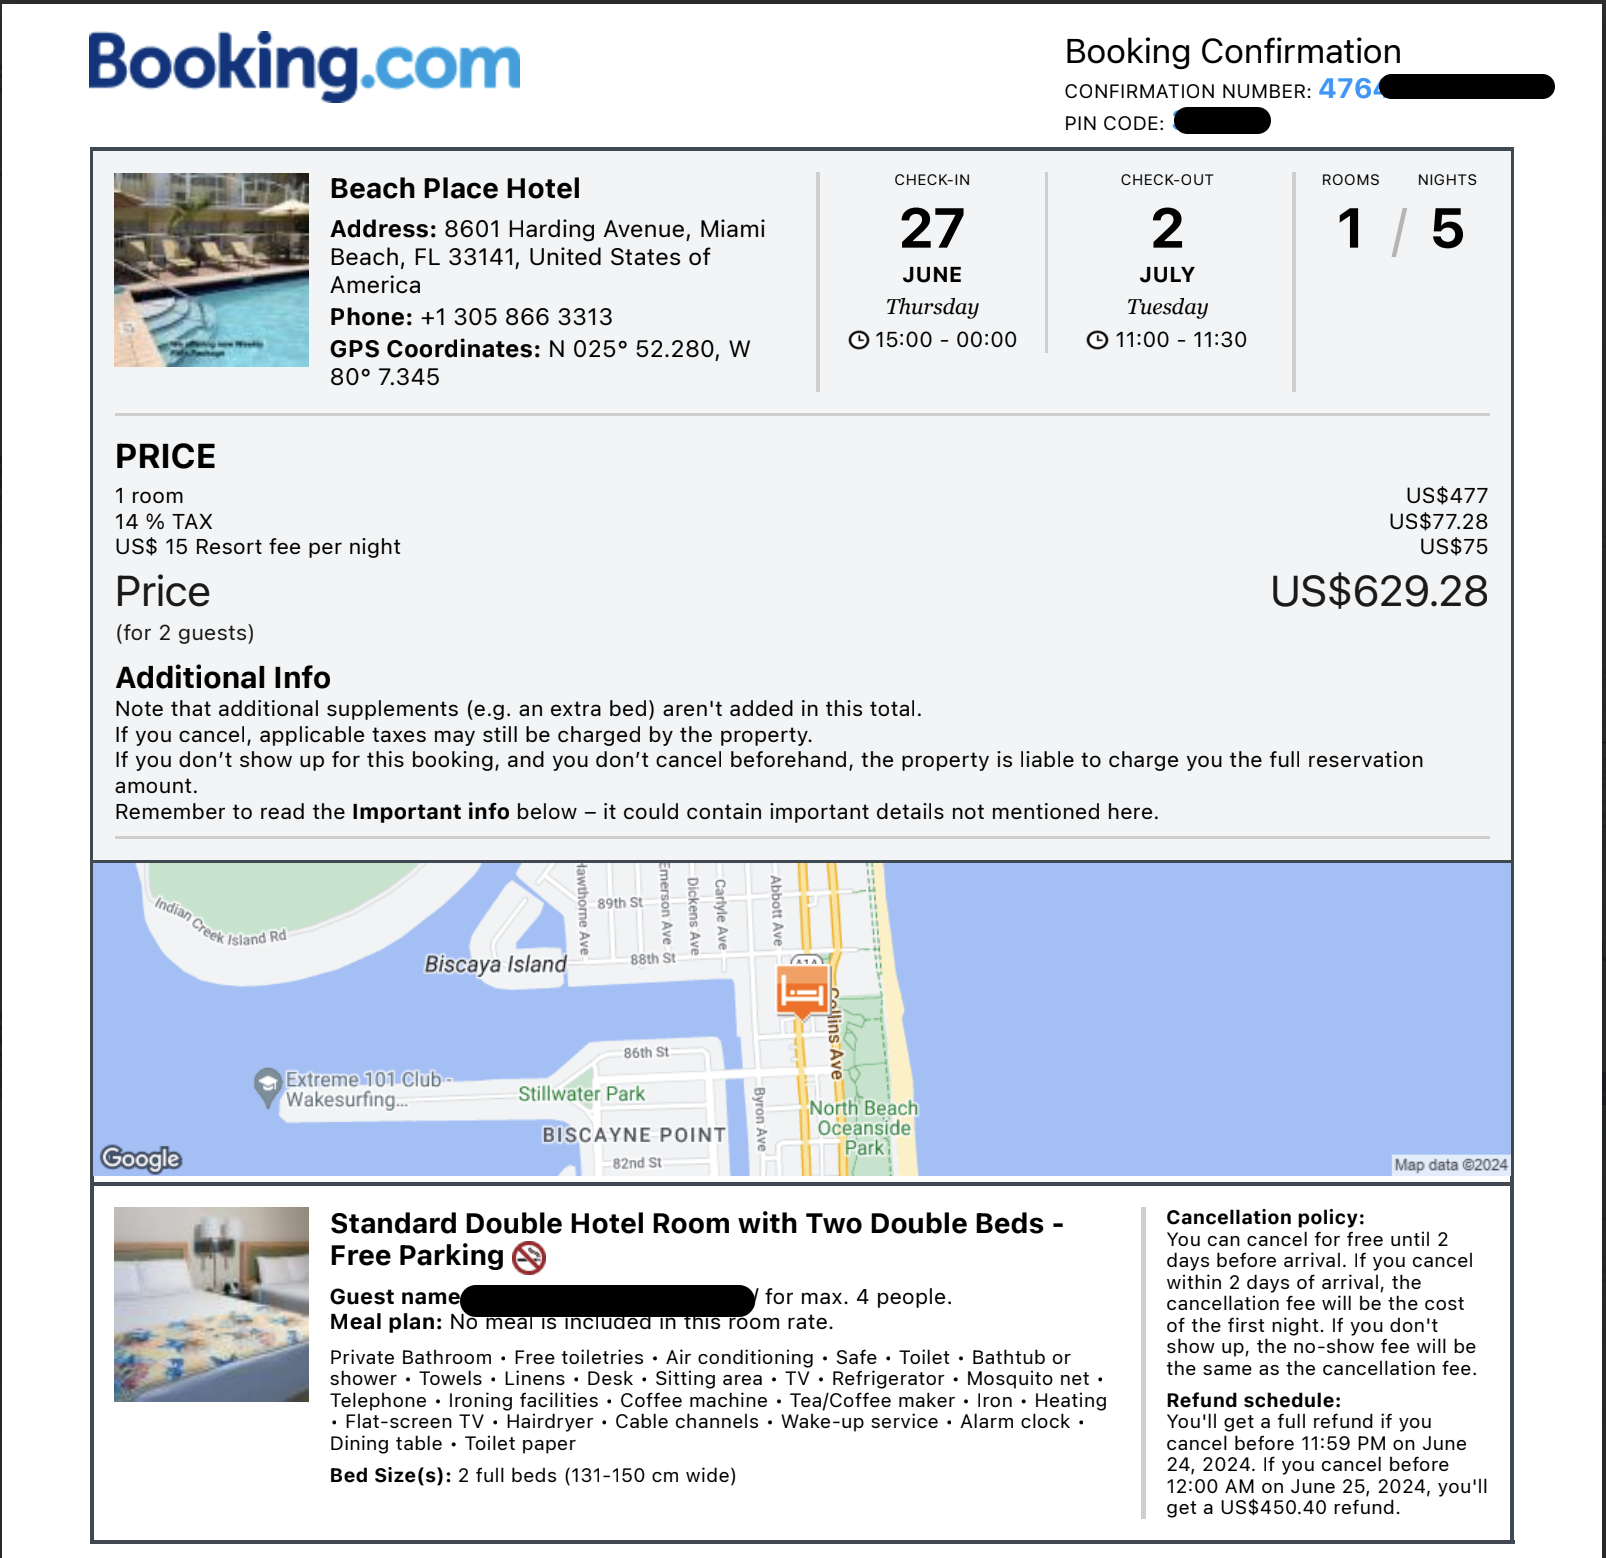 Booking.com
Booking Confirmation
CONFIRMATION NUMBER: 4764
PIN CODE:
Beach Place Hotel
Address: 8601 Harding Avenue, Miami
Beach, FL 33141, United States of
America
Phone: +1 305 866 3313
GPS Coordinates: N 025° 52.280, W
80° 7.345
CHECK-IN
27
JUNE
Thursday
15:00 - 00:00
CHECK-OUT
2
JULY
Tuesday
11:00 - 11:30
ROOMS NIGHTS
1 / 5
PRICE
1 room US$477
14 % TAX US$77.28
US$ 15 Resort fee per night US$75
Price US$629.28
(for 2 guests)
Additional Info
Note that additional supplements (e.g. an extra bed) aren't added in this total.
If you cancel, applicable taxes may still be charged by the property.
If you don’t show up for this booking, and you don’t cancel beforehand, the property is liable to charge you the full reservation
amount.
Remember to read the Important info below – it could contain important details not mentioned here.
Indian Creek Island Rd
Hawthorne Ave
Emerson Ave
Dickens Ave
Carlyle Ave
Abbott Ave
89th St
Biscaya Island
88th St
A1A
Collins Ave
86th St
Extreme 101 Club -
Wakesurfing...
Stillwater Park
Byron Ave
North Beach
Oceanside
Park
BISCAYNE POINT
82nd St
Google
Map data ©2024
Standard Double Hotel Room with Two Double Beds -
Free Parking
Guest name / for max. 4 people.
Meal plan: No meal is included in this room rate.
Private Bathroom • Free toiletries • Air conditioning • Safe • Toilet • Bathtub or
shower • Towels • Linens • Desk • Sitting area • TV • Refrigerator • Mosquito net •
Telephone • Ironing facilities • Coffee machine • Tea/Coffee maker • Iron • Heating
• Flat-screen TV • Hairdryer • Cable channels • Wake-up service • Alarm clock •
Dining table • Toilet paper
Bed Size(s): 2 full beds (131-150 cm wide)
Cancellation policy:
You can cancel for free until 2
days before arrival. If you cancel
within 2 days of arrival, the
cancellation fee will be the cost
of the first night. If you don't
show up, the no-show fee will be
the same as the cancellation fee.
Refund schedule:
You'll get a full refund if you
cancel before 11:59 PM on June
24, 2024. If you cancel before
12:00 AM on June 25, 2024, you'll
get a US$450.40 refund.